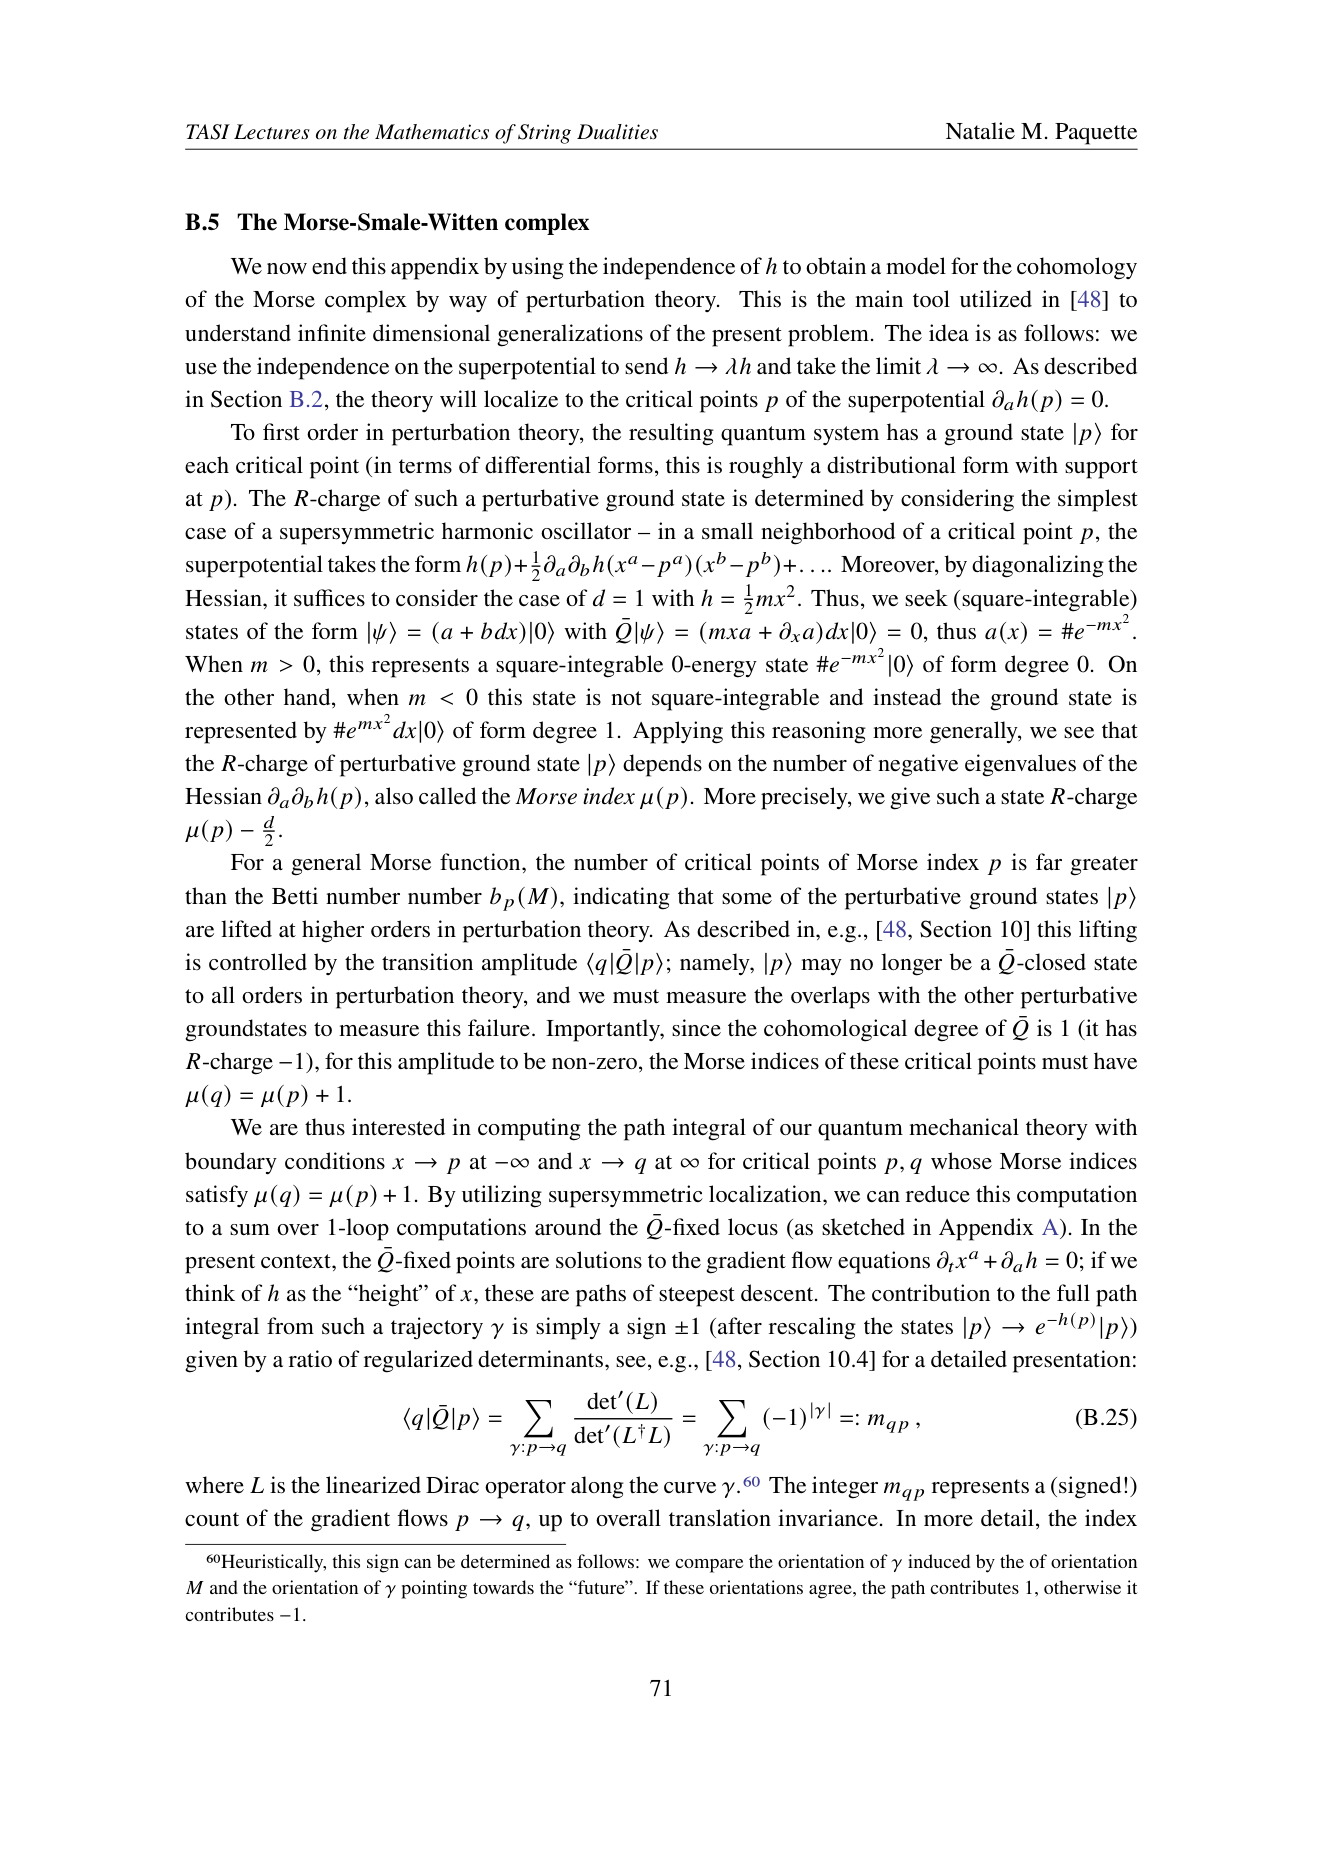 TASI Lectures on the Mathematics of String Dualities Natalie M. Paquette
B.5 The Morse-Smale-Witten complex
We now end this appendix by using the independence of h to obtain a model for the cohomology
of the Morse complex by way of perturbation theory. This is the main tool utilized in [48] to
understand infinite dimensional generalizations of the present problem. The idea is as follows: we
use the independence on the superpotential to send h → λh and take the limit λ → ∞. As described
in Section B.2, the theory will localize to the critical points p of the superpotential ∂ₐh(p) = 0.
To first order in perturbation theory, the resulting quantum system has a ground state |p⟩ for
each critical point (in terms of differential forms, this is roughly a distributional form with support
at p). The R-charge of such a perturbative ground state is determined by considering the simplest
case of a supersymmetric harmonic oscillator – in a small neighborhood of a critical point p, the
superpotential takes the form h(p)+½∂_a∂_b h(x^a−p^a)(x^b−p^b)+.... Moreover, by diagonalizing the
Hessian, it suffices to consider the case of d = 1 with h = ½mx². Thus, we seek (square-integrable)
states of the form |ψ⟩ = (a + bdx)|0⟩ with Q̄|ψ⟩ = (mxa + ∂_x a)dx|0⟩ = 0, thus a(x) = #e^{−mx²}.
When m > 0, this represents a square-integrable 0-energy state #e^{−mx²}|0⟩ of form degree 0. On
the other hand, when m < 0 this state is not square-integrable and instead the ground state is
represented by #e^{mx²}dx|0⟩ of form degree 1. Applying this reasoning more generally, we see that
the R-charge of perturbative ground state |p⟩ depends on the number of negative eigenvalues of the
Hessian ∂_a∂_b h(p), also called the Morse index μ(p). More precisely, we give such a state R-charge
μ(p) − d/2.
For a general Morse function, the number of critical points of Morse index p is far greater
than the Betti number number b_p(M), indicating that some of the perturbative ground states |p⟩
are lifted at higher orders in perturbation theory. As described in, e.g., [48, Section 10] this lifting
is controlled by the transition amplitude ⟨q|Q̄|p⟩; namely, |p⟩ may no longer be a Q̄-closed state
to all orders in perturbation theory, and we must measure the overlaps with the other perturbative
groundstates to measure this failure. Importantly, since the cohomological degree of Q̄ is 1 (it has
R-charge −1), for this amplitude to be non-zero, the Morse indices of these critical points must have
μ(q) = μ(p) + 1.
We are thus interested in computing the path integral of our quantum mechanical theory with
boundary conditions x → p at −∞ and x → q at ∞ for critical points p, q whose Morse indices
satisfy μ(q) = μ(p) + 1. By utilizing supersymmetric localization, we can reduce this computation
to a sum over 1-loop computations around the Q̄-fixed locus (as sketched in Appendix A). In the
present context, the Q̄-fixed points are solutions to the gradient flow equations ∂_t x^a + ∂_a h = 0; if we
think of h as the “height” of x, these are paths of steepest descent. The contribution to the full path
integral from such a trajectory γ is simply a sign ±1 (after rescaling the states |p⟩ → e^{−h(p)}|p⟩)
given by a ratio of regularized determinants, see, e.g., [48, Section 10.4] for a detailed presentation:
⟨q|Q̄|p⟩ = ∑_{γ:p→q} det′(L)/det′(L†L) = ∑_{γ:p→q} (−1)^{|γ|} =: m_{qp} , (B.25)
where L is the linearized Dirac operator along the curve γ.⁶⁰ The integer m_{qp} represents a (signed!)
count of the gradient flows p → q, up to overall translation invariance. In more detail, the index
⁶⁰Heuristically, this sign can be determined as follows: we compare the orientation of γ induced by the of orientation
M and the orientation of γ pointing towards the “future”. If these orientations agree, the path contributes 1, otherwise it
contributes −1.
71